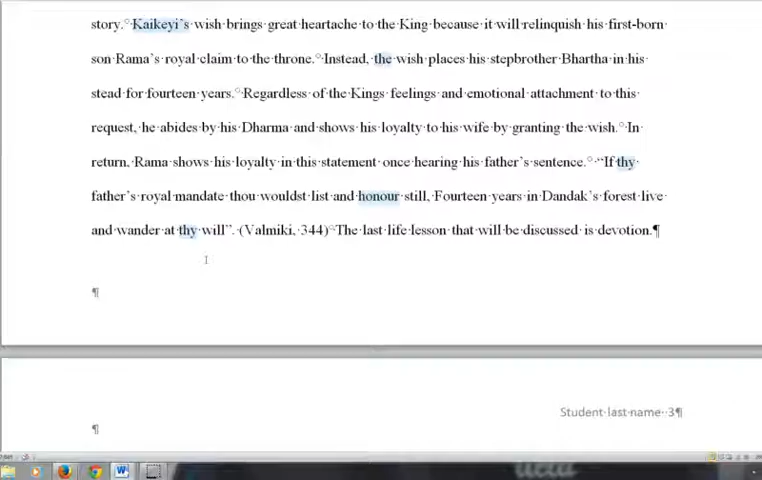 story. Kaikeyi's wish brings great heartache to the King because it will relinquish his first-born
son Rama's royal claim to the throne. Instead, the wish places his stepbrother Bhartha in his
stead for fourteen years. Regardless of the Kings feelings and emotional attachment to this
request, he abides by his Dharma and shows his loyalty to his wife by granting the wish. In
return, Rama shows his loyalty in this statement once hearing his father's sentence. "If thy
father's royal mandate thou wouldst list and honour still, Fourteen years in Dandak's forest live
and wander at thy will". (Valmiki, 344) The last life lesson that will be discussed is devotion.¶
¶
Student last name 3¶
¶